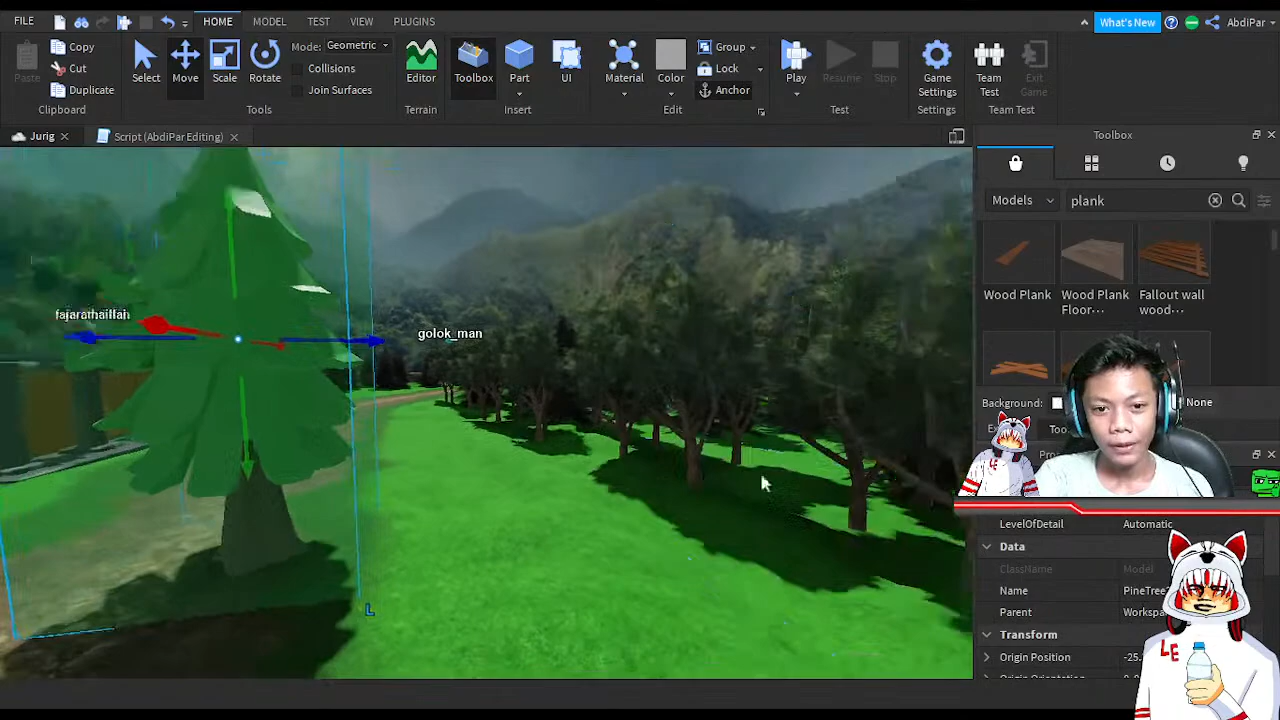 FILE HOME MODEL TEST VIEW PLUGINS What's New AbdiPar
Copy Mode: Geometric Group
Cut Collisions Lock
Paste Duplicate Select Move Scale Rotate Join Surfaces Editor Toolbox Part UI Material Color Anchor Play Resume Stop Game Settings Team Test Exit Game
Clipboard Tools Terrain Insert Edit Test Settings Team Test
Jurig Script (AbdiPar Editing) Toolbox
Models plank
Wood Plank Wood Plank Floor... Fallout wall wood...
golok_man
Background: None
LevelOfDetail Automatic
Data
ClassName Model
Name PineTree
Parent Workspa
Transform
Origin Position -25.
L
LE
LE